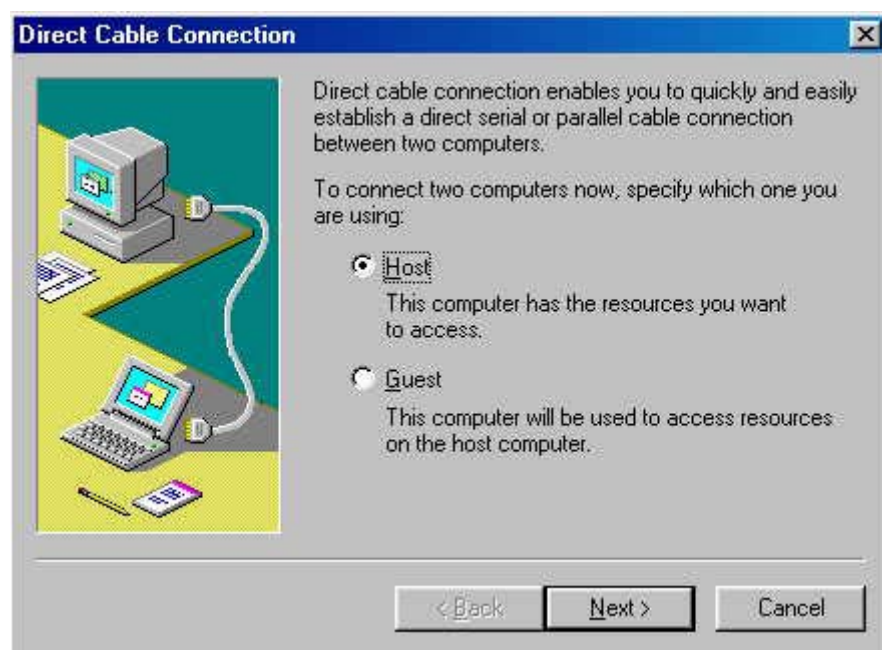 Direct Cable Connection
Direct cable connection enables you to quickly and easily
establish a direct serial or parallel cable connection
between two computers.
To connect two computers now, specify which one you
are using:
Host
This computer has the resources you want
to access.
Guest
This computer will be used to access resources
on the host computer.
< Back
Next >
Cancel